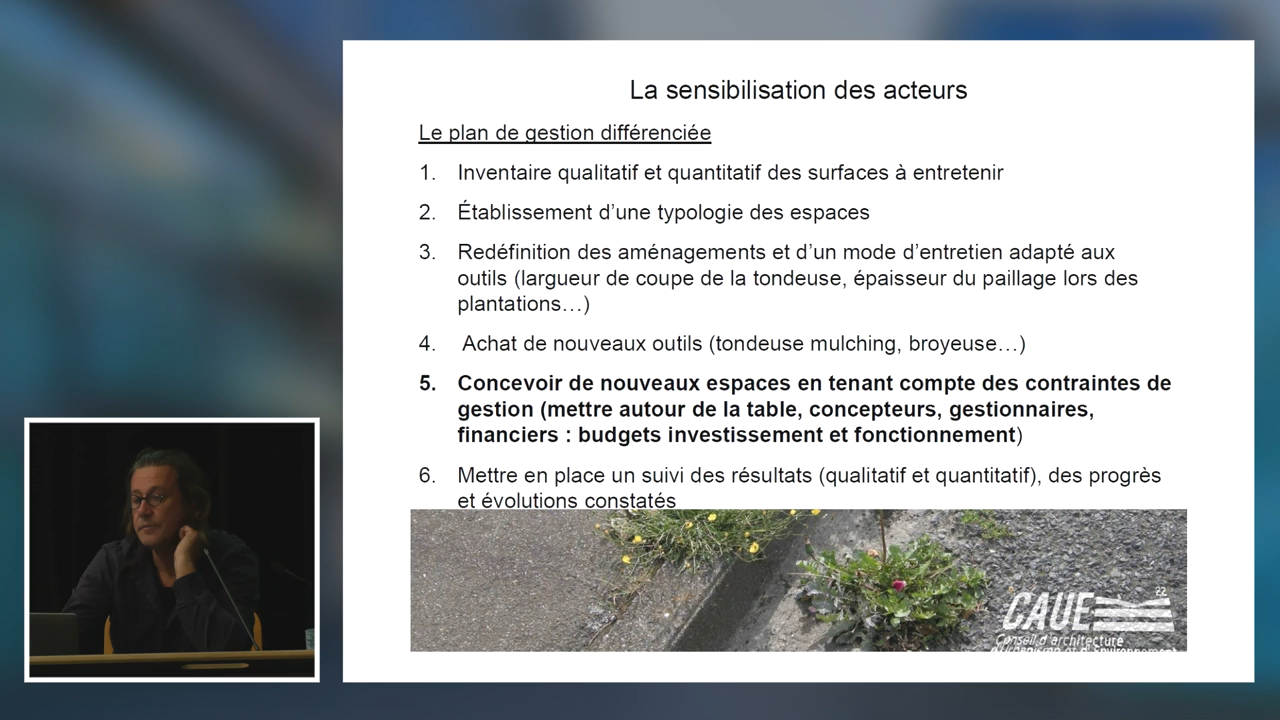 La sensibilisation des acteurs
Le plan de gestion différenciée
1. Inventaire qualitatif et quantitatif des surfaces à entretenir
2. Établissement d’une typologie des espaces
3. Redéfinition des aménagements et d’un mode d’entretien adapté aux
outils (largueur de coupe de la tondeuse, épaisseur du paillage lors des
plantations…)
4. Achat de nouveaux outils (tondeuse mulching, broyeuse…)
5. Concevoir de nouveaux espaces en tenant compte des contraintes de
gestion (mettre autour de la table, concepteurs, gestionnaires,
financiers : budgets investissement et fonctionnement)
6. Mettre en place un suivi des résultats (qualitatif et quantitatif), des progrès
et évolutions constatés
22
CAUE
Conseil d'architecture
d'Urbanisme et d'Environnement